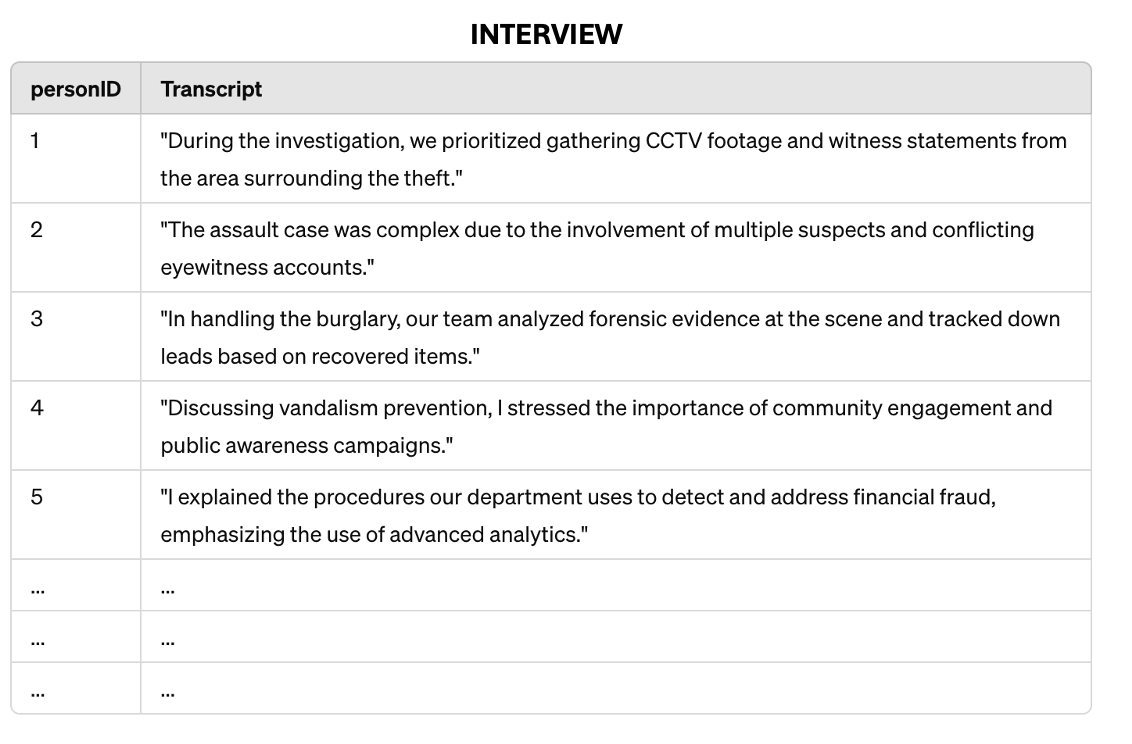 INTERVIEW
personID Transcript
1 "During the investigation, we prioritized gathering CCTV footage and witness statements from
the area surrounding the theft."
2 "The assault case was complex due to the involvement of multiple suspects and conflicting
eyewitness accounts."
3 "In handling the burglary, our team analyzed forensic evidence at the scene and tracked down
leads based on recovered items."
4 "Discussing vandalism prevention, I stressed the importance of community engagement and
public awareness campaigns."
5 "I explained the procedures our department uses to detect and address financial fraud,
emphasizing the use of advanced analytics."
... ...
... ...
... ...